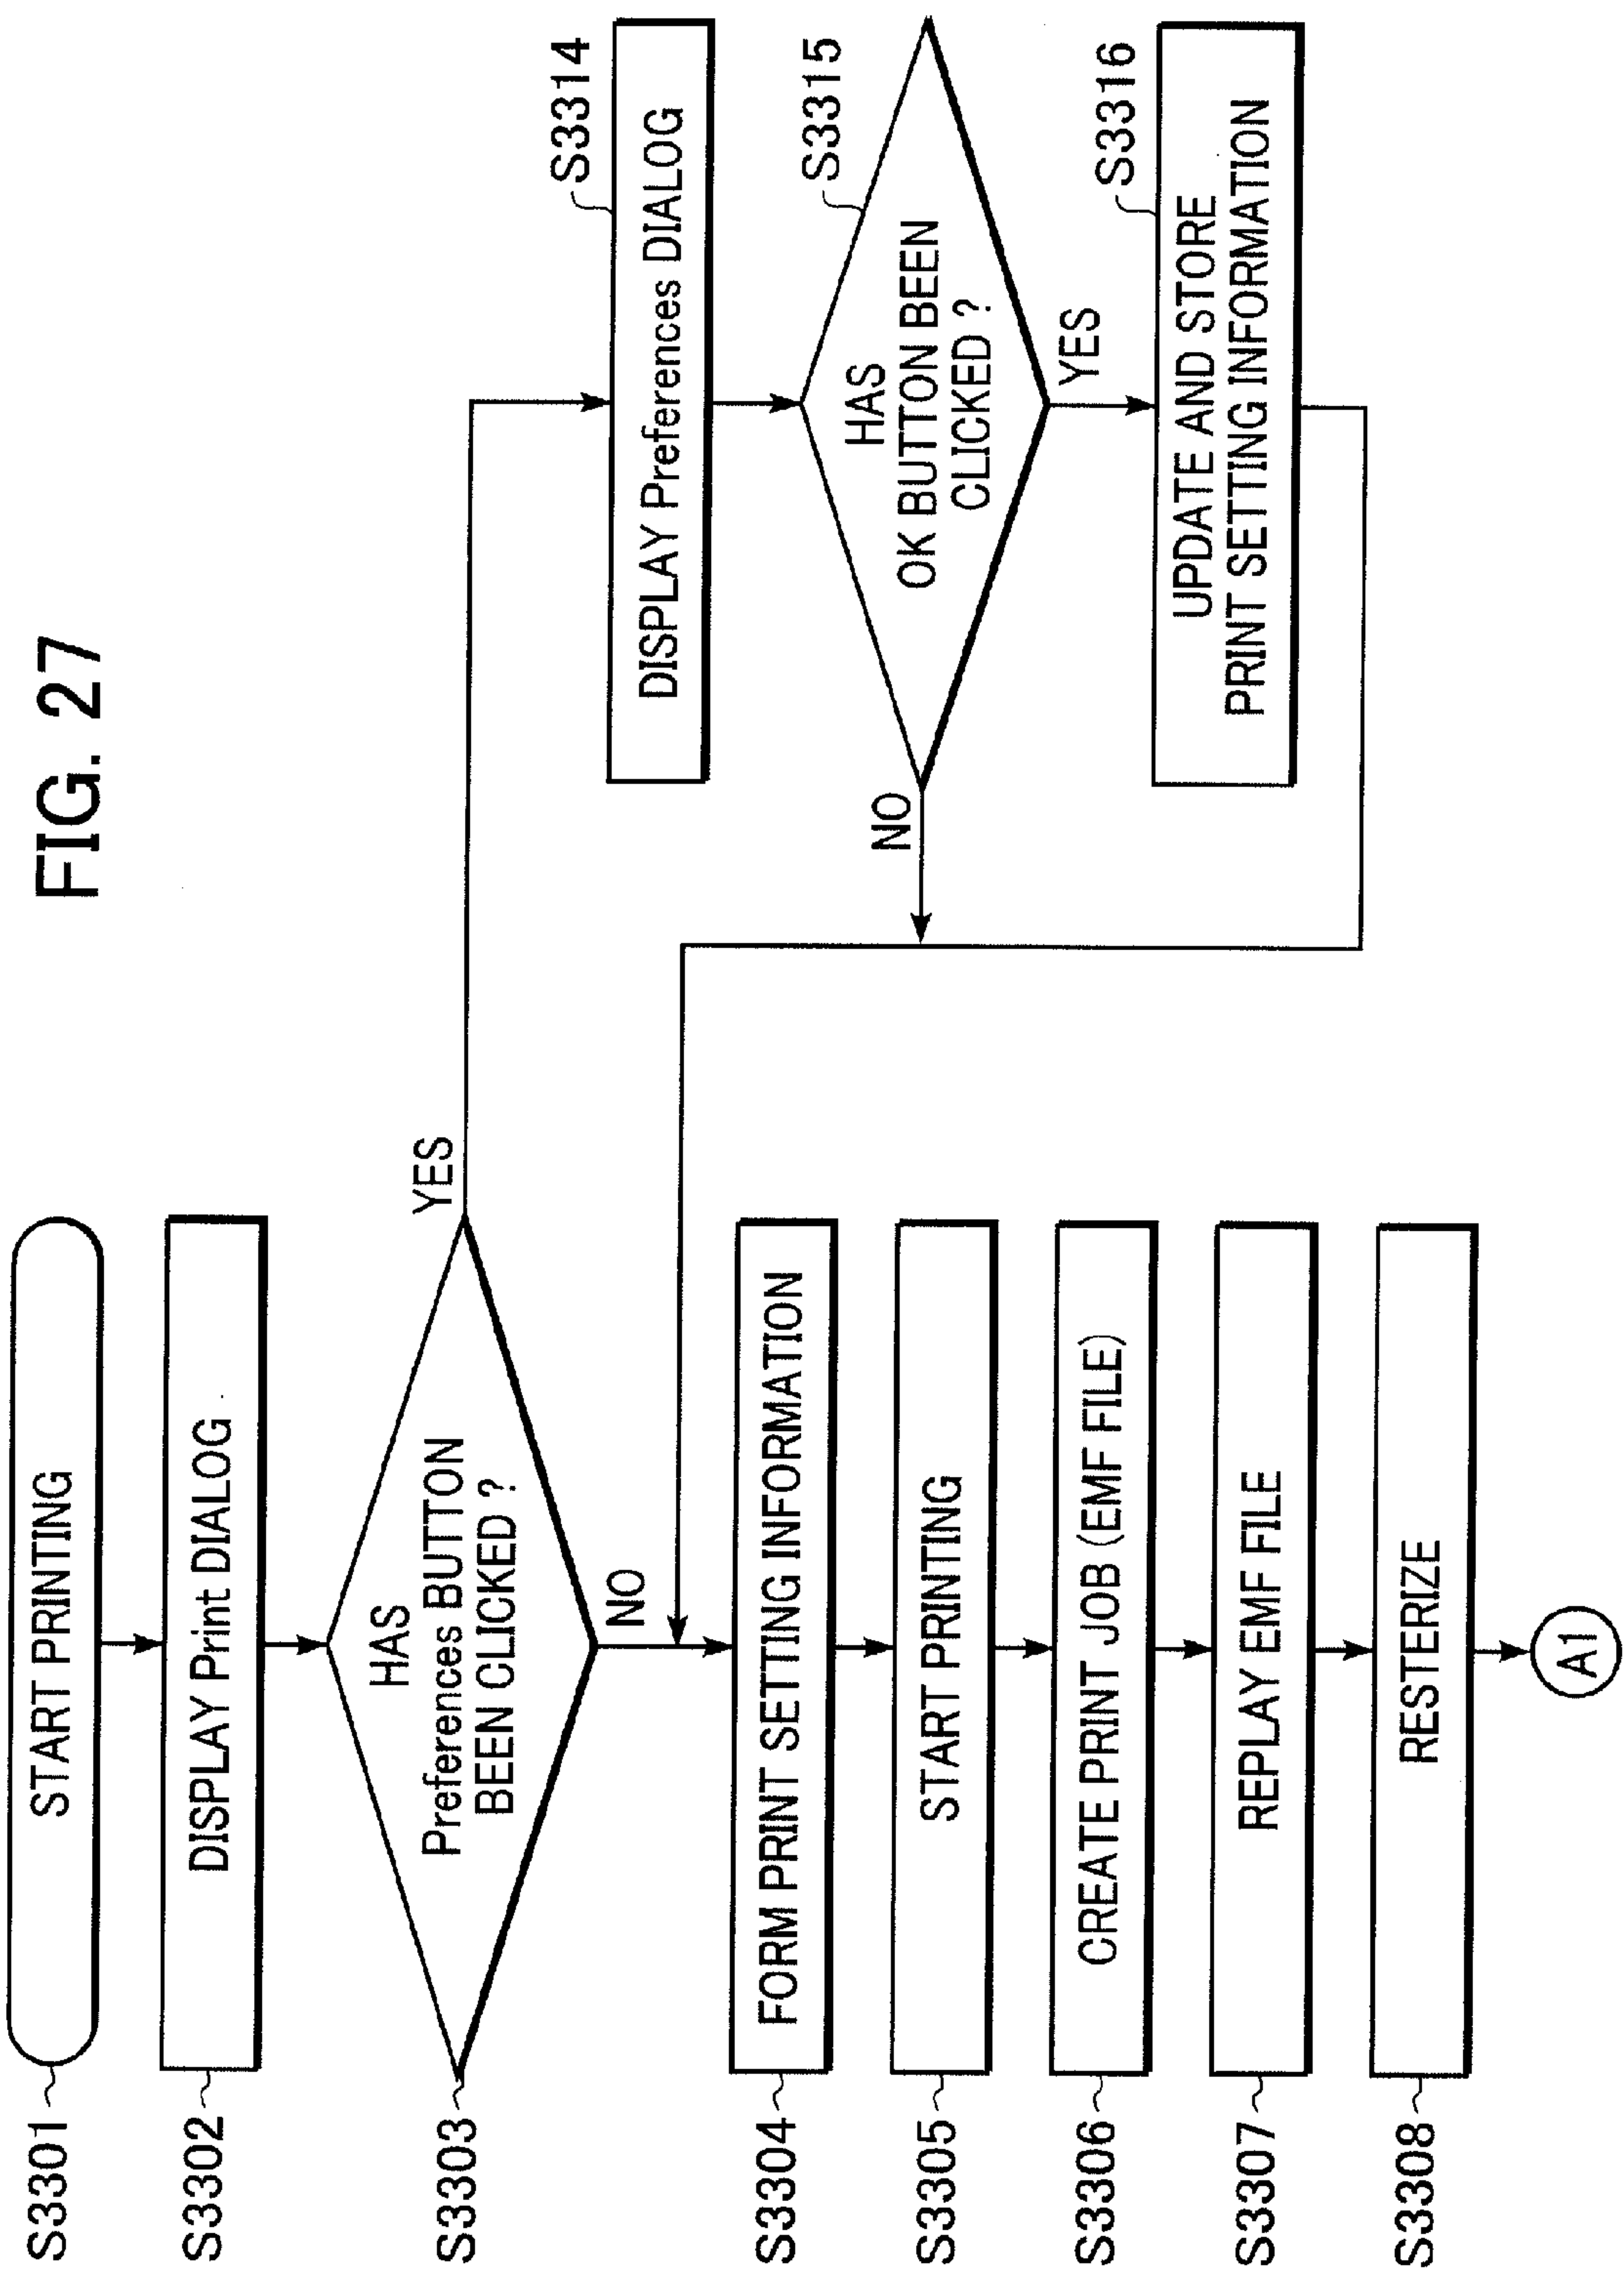 FIG. 27
S3301
START PRINTING
S3302
DISPLAY Print DIALOG
S3303
HAS
Preferences BUTTON
BEEN CLICKED ?
YES
NO
S3304
FORM PRINT SETTING INFORMATION
S3305
START PRINTING
S3306
CREATE PRINT JOB (EMF FILE)
S3307
REPLAY EMF FILE
S3308
RESTERIZE
A1
S3314
DISPLAY Preferences DIALOG
S3315
HAS
OK BUTTON BEEN
CLICKED ?
NO
YES
S3316
UPDATE AND STORE
PRINT SETTING INFORMATION